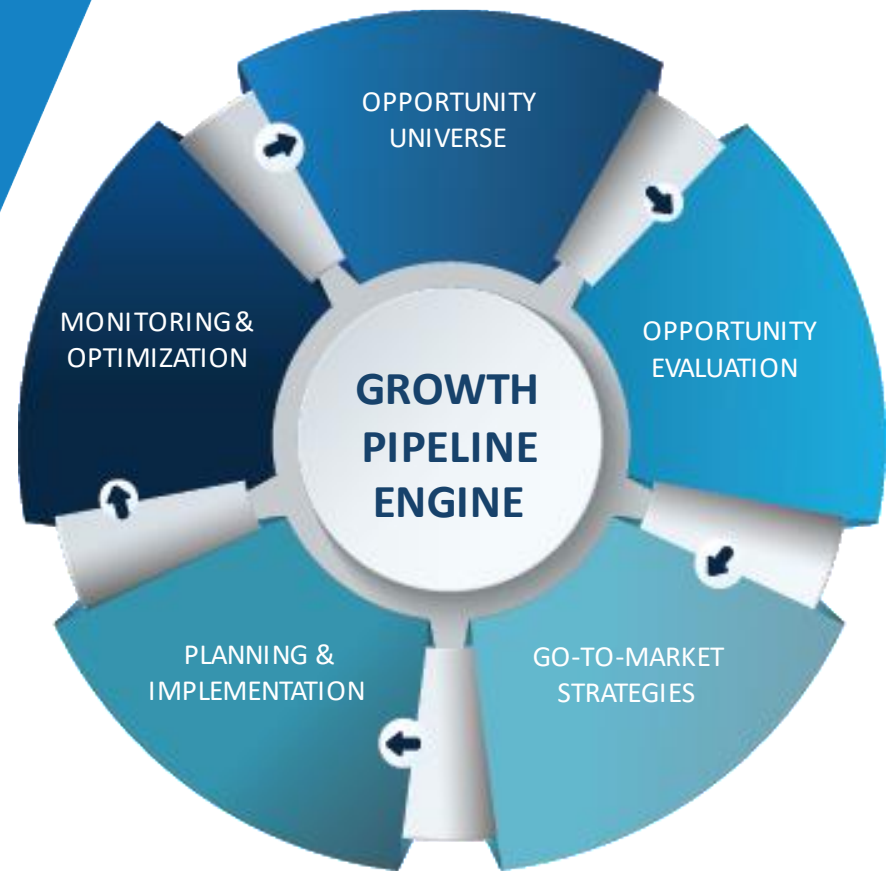 OPPORTUNITY
UNIVERSE
OPPORTUNITY
EVALUATION
GO-TO-MARKET
STRATEGIES
PLANNING &
IMPLEMENTATION
MONITORING &
OPTIMIZATION
GROWTH
PIPELINE
ENGINE